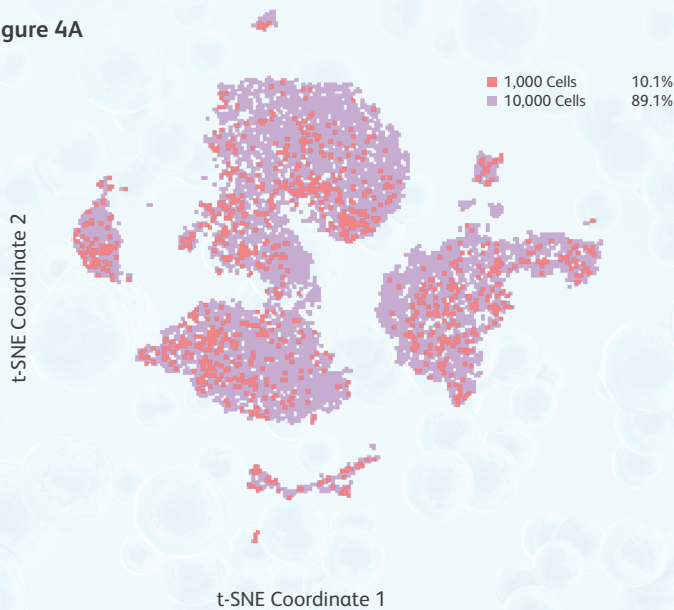 gure 4A
1,000 Cells 10.1%
10,000 Cells 89.1%
t-SNE Coordinate 2
t-SNE Coordinate 1